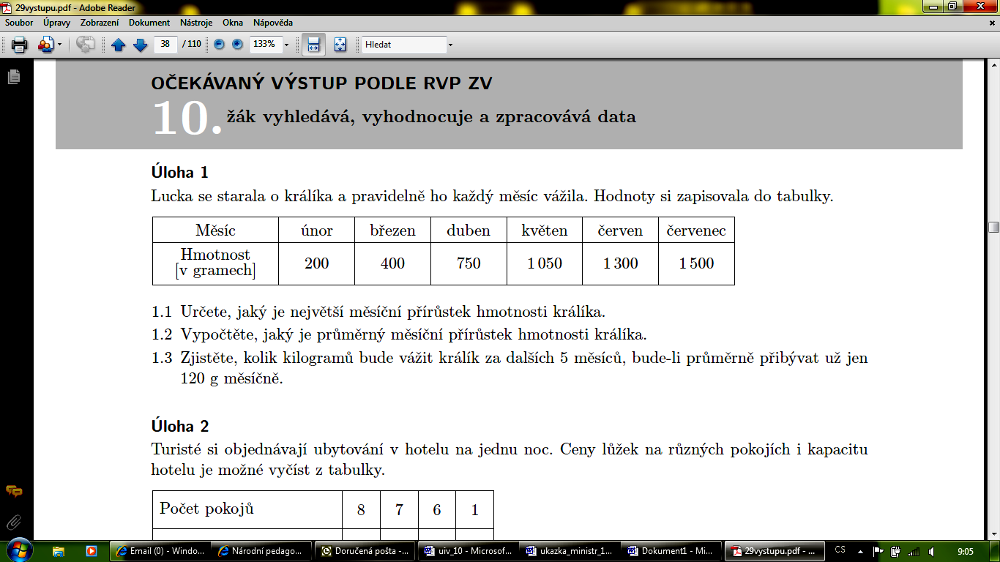 29vystupu.pdf - Adobe Reader
Soubor Úpravy Zobrazení Dokument Nástroje Okna Nápověda
38 / 110 133% Hledat
OČEKÁVANÝ VÝSTUP PODLE RVP ZV
10. žák vyhledává, vyhodnocuje a zpracovává data
Úloha 1
Lucka se starala o králíka a pravidelně ho každý měsíc vážila. Hodnoty si zapisovala do tabulky.
Měsíc únor březen duben květen červen červenec
Hmotnost
[v gramech] 200 400 750 1 050 1 300 1 500
1.1 Určete, jaký je největší měsíční přírůstek hmotnosti králíka.
1.2 Vypočtěte, jaký je průměrný měsíční přírůstek hmotnosti králíka.
1.3 Zjistěte, kolik kilogramů bude vážit králík za dalších 5 měsíců, bude-li průměrně přibývat už jen
120 g měsíčně.
Úloha 2
Turisté si objednávají ubytování v hotelu na jednu noc. Ceny lůžek na různých pokojích i kapacitu
hotelu je možné vyčíst z tabulky.
Počet pokojů 8 7 6 1
Email (0) - Windo... Národní pedago... Doručená pošta -... uiv_10 - Microsof... ukazka_ministr_1... Dokument1 - Mi... 29vystupu.pdf - ... CS 9:05